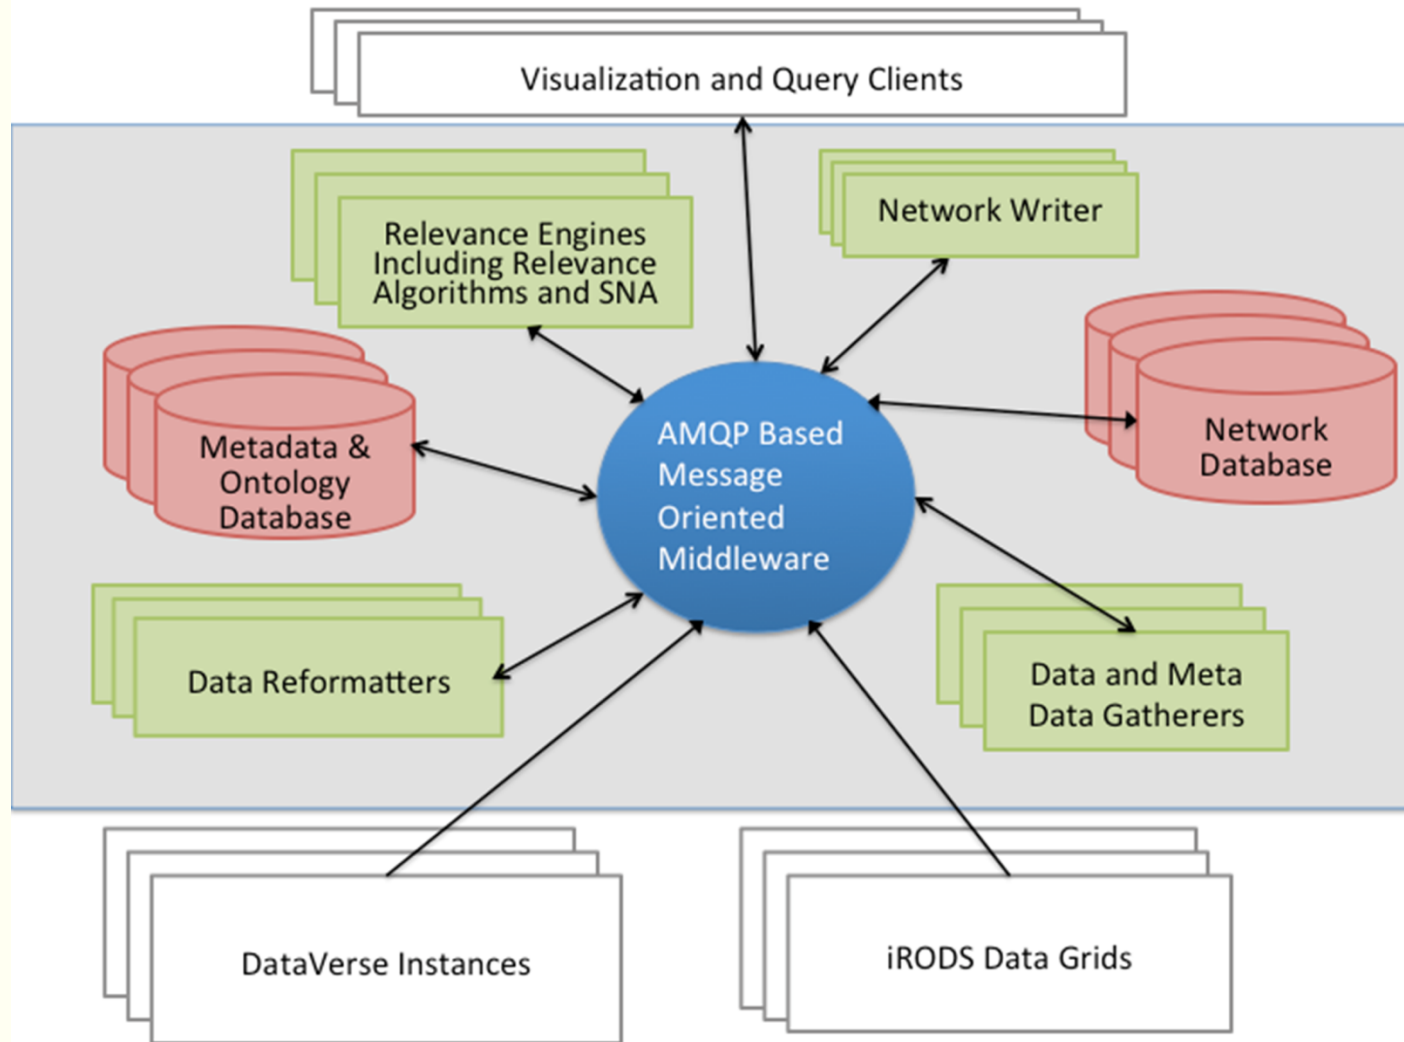 Visualization and Query Clients
Relevance Engines
Including Relevance
Algorithms and SNA
Network Writer
Metadata &
Ontology
Database
AMQP Based
Message
Oriented
Middleware
Network
Database
Data Reformatters
Data and Meta
Data Gatherers
DataVerse Instances
iRODS Data Grids